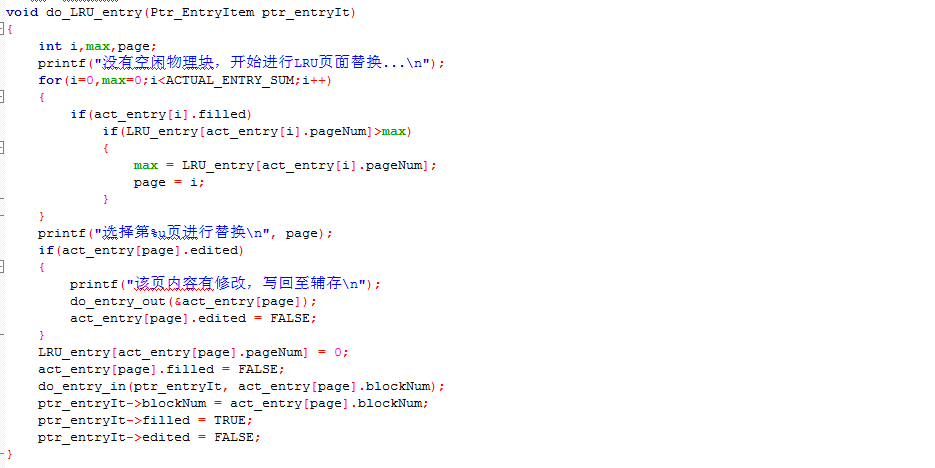 void do_LRU_entry(Ptr_EntryItem ptr_entryIt)
{
    int i,max,page;
    printf("没有空闲物理块，开始进行LRU页面替换...\n");
    for(i=0,max=0;i<ACTUAL_ENTRY_SUM;i++)
    {
        if(act_entry[i].filled)
            if(LRU_entry[act_entry[i].pageNum]>max)
            {
                max = LRU_entry[act_entry[i].pageNum];
                page = i;
            }
    }
    printf("选择第%u页进行替换\n", page);
    if(act_entry[page].edited)
    {
        printf("该页内容有修改，写回至辅存\n");
        do_entry_out(&act_entry[page]);
        act_entry[page].edited = FALSE;
    }
    LRU_entry[act_entry[page].pageNum] = 0;
    act_entry[page].filled = FALSE;
    do_entry_in(ptr_entryIt, act_entry[page].blockNum);
    ptr_entryIt->blockNum = act_entry[page].blockNum;
    ptr_entryIt->filled = TRUE;
    ptr_entryIt->edited = FALSE;
}